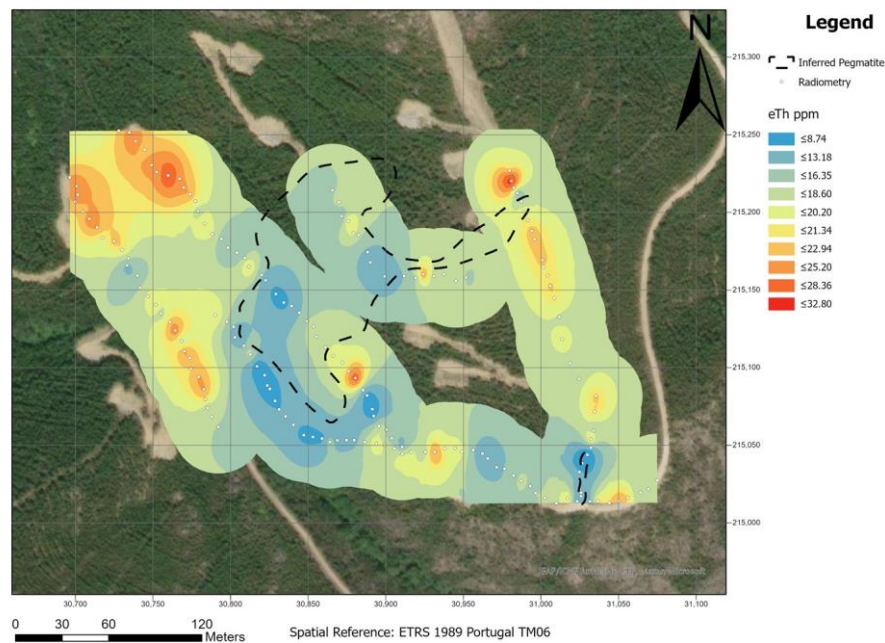 Legend
N
Inferred Pegmatite
Radiometry
eTh ppm
≤8.74
≤13.18
≤16.35
≤18.60
≤20.20
≤21.34
≤22.94
≤25.20
≤28.36
≤32.80
215,300
215,250
215,200
215,150
215,100
215,050
215,000
30,700 30,750 30,800 30,850 30,900 30,950 31,000 31,050 31,100
0 30 60 120
Meters
Spatial Reference: ETRS 1989 Portugal TM06